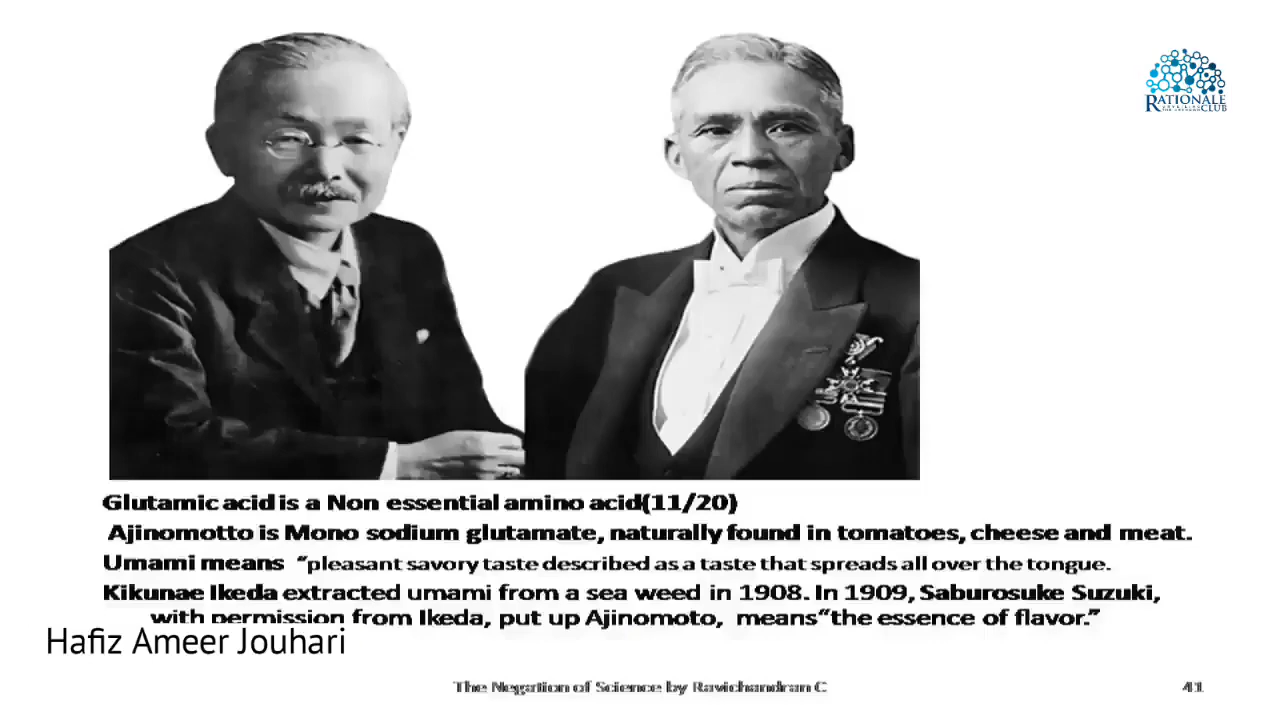 RATIONALE
CLUB
Glutamic acid is a Non essential amino acid(11/20)
Ajinomotto is Mono sodium glutamate, naturally found in tomatoes, cheese and meat.
Umami means “pleasant savory taste described as a taste that spreads all over the tongue.
Kikunae Ikeda extracted umami from a sea weed in 1908. In 1909, Saburosuke Suzuki,
with permission from Ikeda, put up Ajinomoto, means“the essence of flavor.”
Hafiz Ameer Jouhari
The Negation of Science by Ravichandran C
41